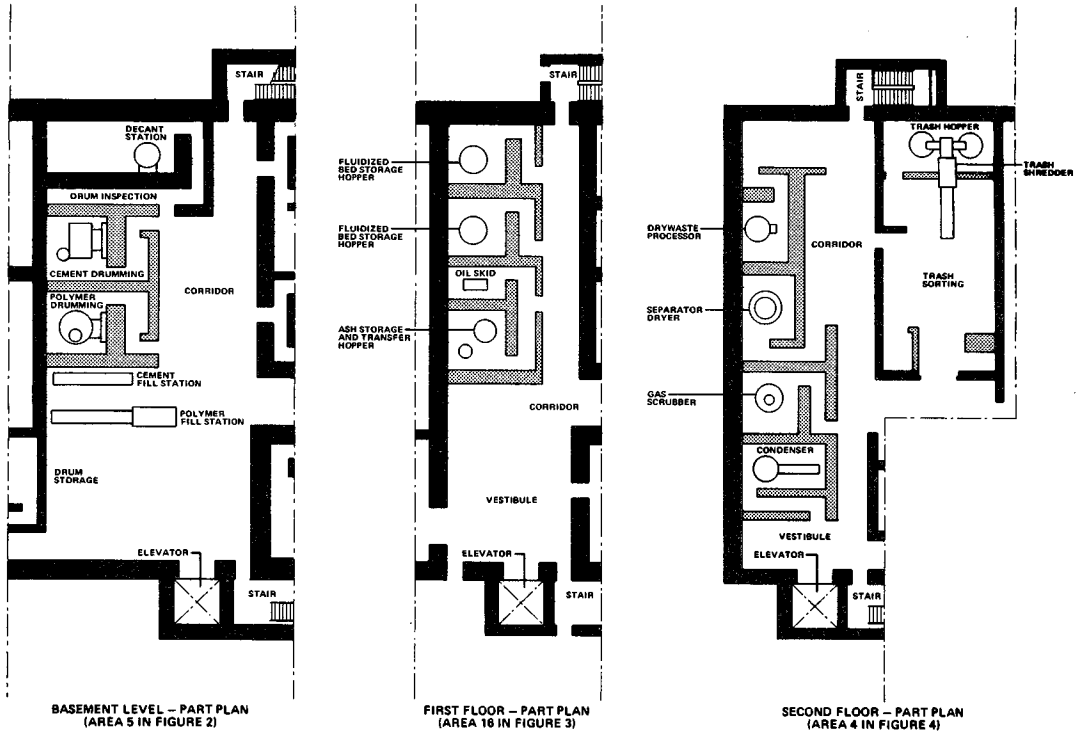 STAIR
DECANT
STATION
DRUM INSPECTION
CEMENT DRUMMING
POLYMER
DRUMMING
CORRIDOR
CEMENT
FILL STATION
POLYMER
FILL STATION
DRUM
STORAGE
ELEVATOR
STAIR
BASEMENT LEVEL – PART PLAN
(AREA 5 IN FIGURE 2)
STAIR
FLUIDIZED
BED STORAGE
HOPPER
FLUIDIZED
BED STORAGE
HOPPER
OIL SKID
ASH STORAGE
AND TRANSFER
HOPPER
CORRIDOR
VESTIBULE
ELEVATOR
STAIR
FIRST FLOOR – PART PLAN
(AREA 16 IN FIGURE 3)
STAIR
TRASH HOPPER
TRASH
SHREDDER
DRYWASTE
PROCESSOR
CORRIDOR
TRASH
SORTING
SEPARATOR
DRYER
GAS
SCRUBBER
CONDENSER
VESTIBULE
ELEVATOR
STAIR
SECOND FLOOR – PART PLAN
(AREA 4 IN FIGURE 4)